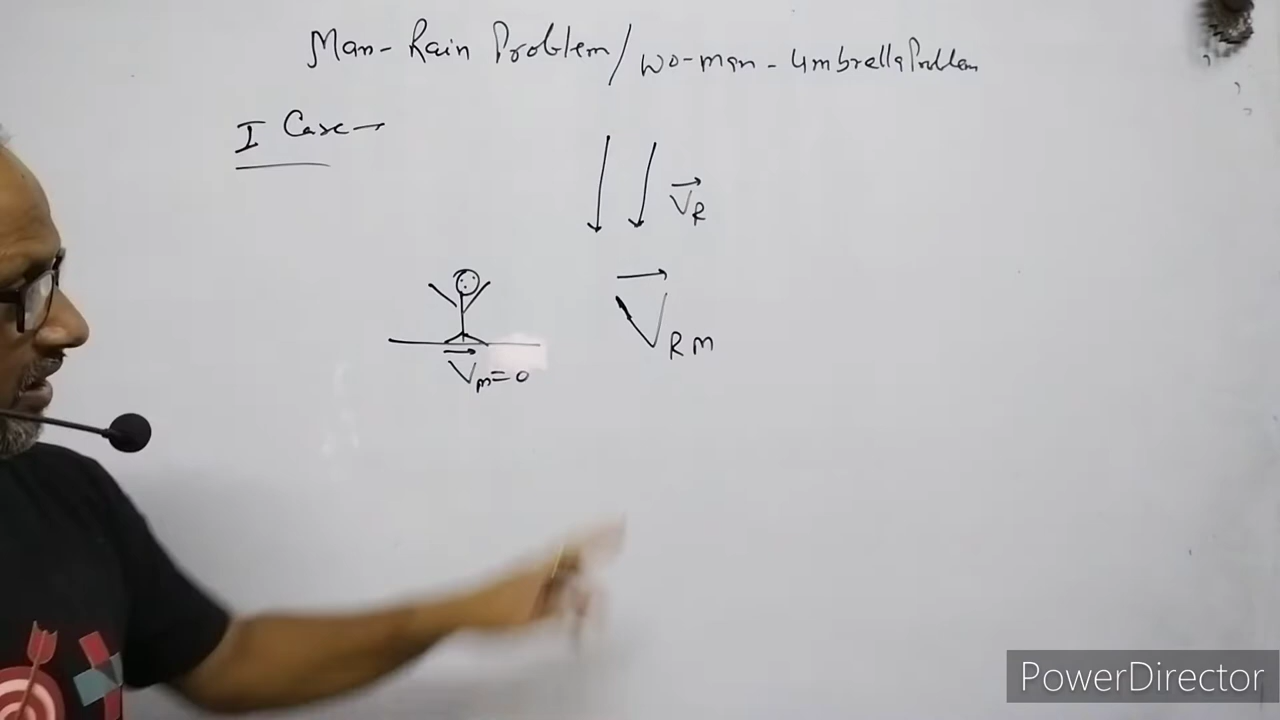 Man-Rain Problem/Wo-man-Umbrella Problem
I Case→
V⃗R
V⃗m=0
V⃗Rm
PowerDirector